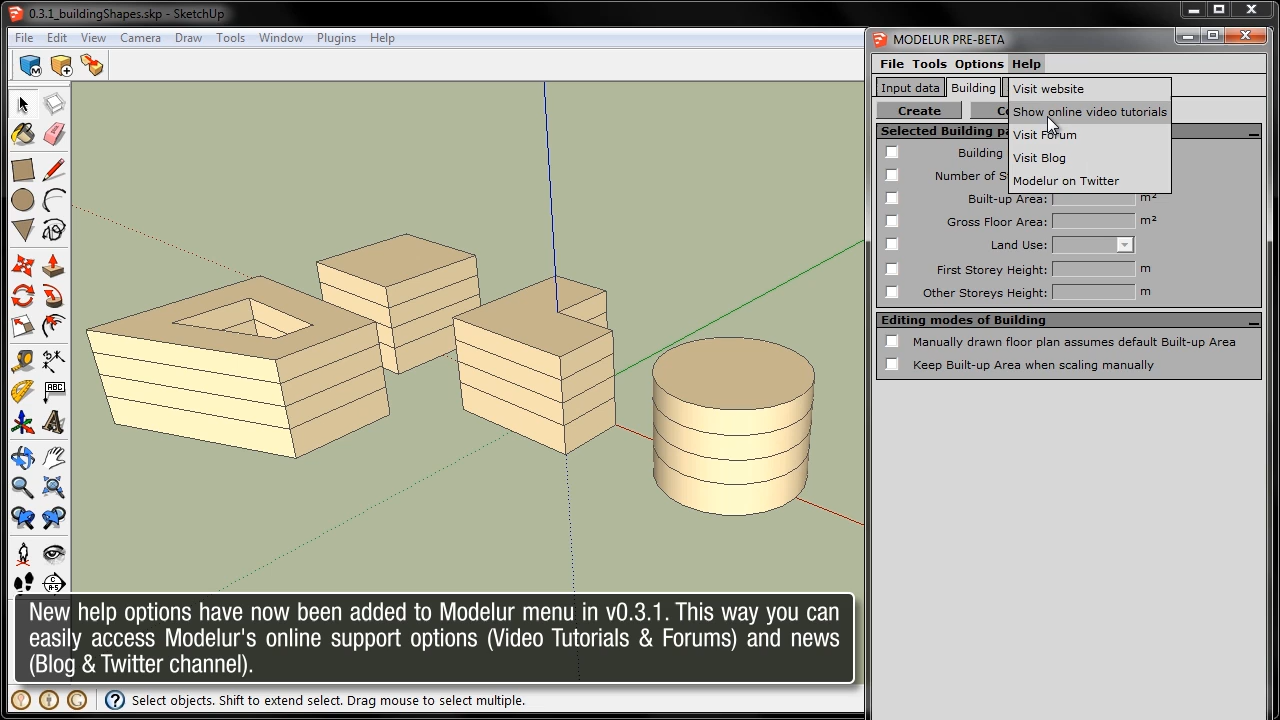 0.3.1_buildingShapes.skp - SketchUp
File Edit View Camera Draw Tools Window Plugins Help
MODELUR PRE-BETA
File Tools Options Help
Input data Building
Visit website
Show online video tutorials
Visit Forum
Visit Blog
Modelur on Twitter
Create Co
Selected Building pa
Building
Number of S
Built-up Area: m²
Gross Floor Area: m²
Land Use:
First Storey Height: m
Other Storeys Height: m
Editing modes of Building
Manually drawn floor plan assumes default Built-up Area
Keep Built-up Area when scaling manually
ABC
New help options have now been added to Modelur menu in v0.3.1. This way you can
easily access Modelur's online support options (Video Tutorials & Forums) and news
(Blog & Twitter channel).
Select objects. Shift to extend select. Drag mouse to select multiple.